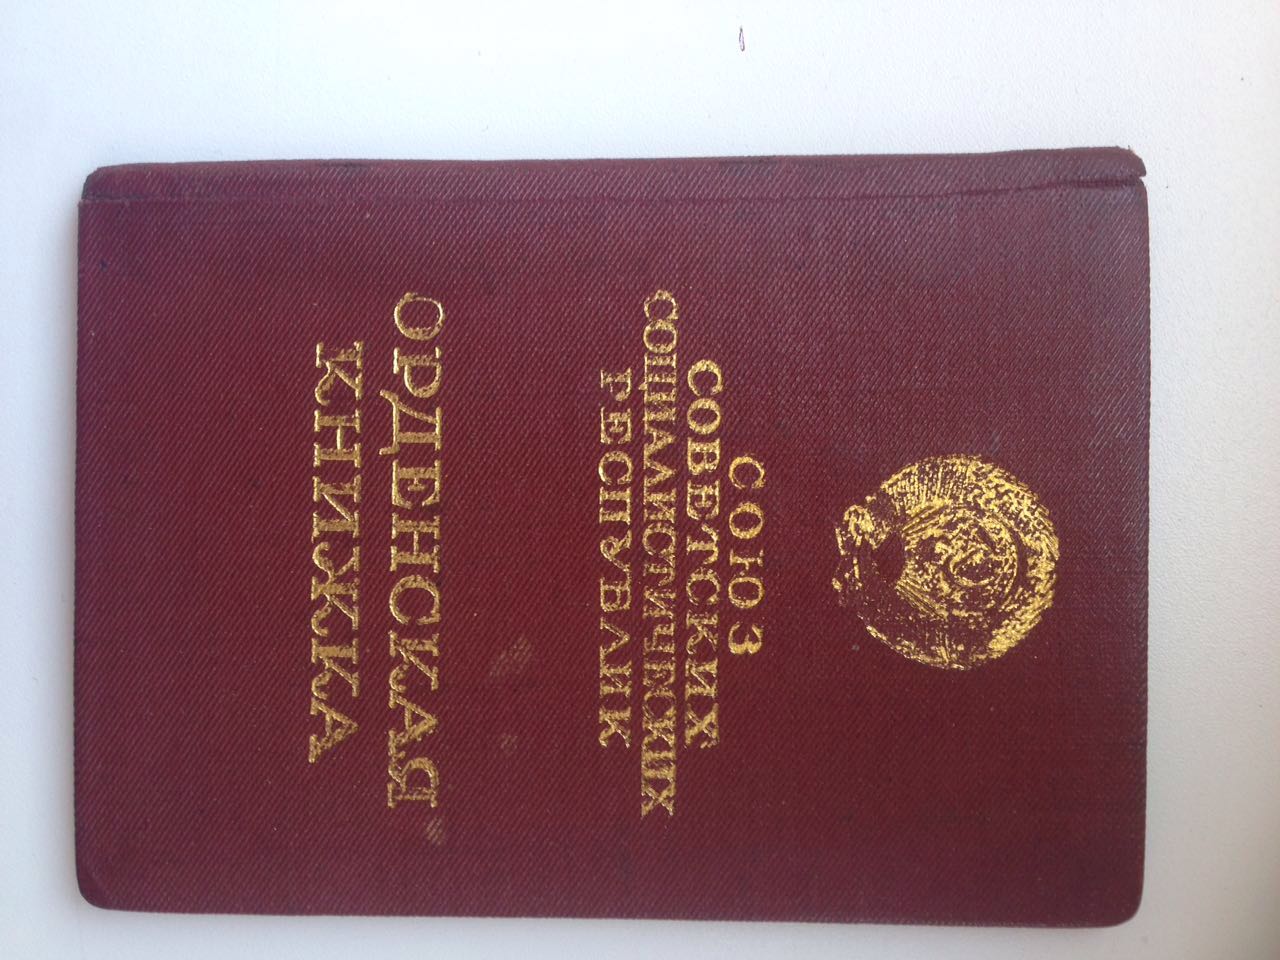 СОЮЗ
СОВЕТСКИХ
СОЦИАЛИСТИЧЕСКИХ
РЕСПУБЛИК
ОРДЕНСКАЯ
КНИЖКА